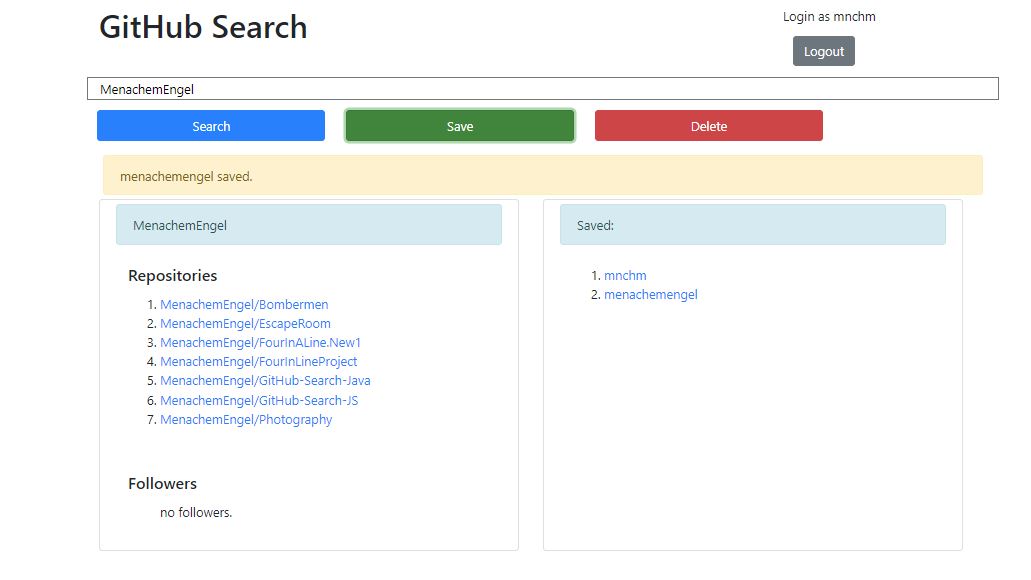 GitHub Search
Login as mnchm
Logout
MenachemEngel
Search
Save
Delete
menachemengel saved.
MenachemEngel
Repositories
1. MenachemEngel/Bombermen
2. MenachemEngel/EscapeRoom
3. MenachemEngel/FourInALine.New1
4. MenachemEngel/FourInLineProject
5. MenachemEngel/GitHub-Search-Java
6. MenachemEngel/GitHub-Search-JS
7. MenachemEngel/Photography
Followers
no followers.
Saved:
1. mnchm
2. menachemengel